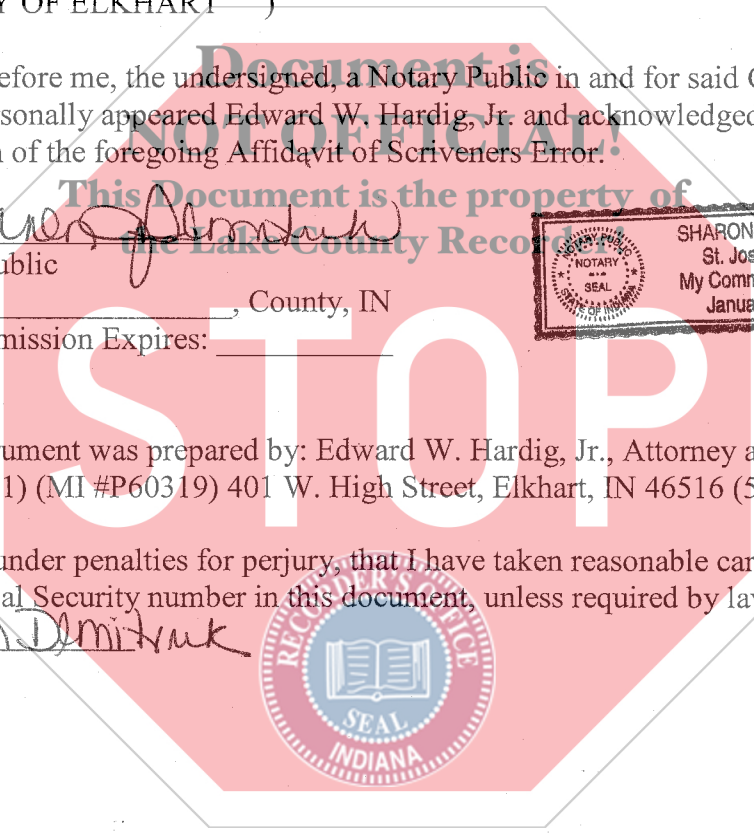 Y OF ELKHART )
Document is
efore me, the undersigned, a Notary Public in and for said
sonally appeared Edward W. Hardig, Jr. and acknowledged
NOT OFFICIAL!
n of the foregoing Affidavit of Scriveners Error.
This Document is the property of
the Lake County Recorder!
ublic
, County, IN
mission Expires:
NOTARY PUBLIC
NOTARY
SEAL
STATE OF INDIANA
SHARON
St. Jos
My Comm
Janua
STOP
rument was prepared by: Edward W. Hardig, Jr., Attorney a
1) (MI #P60319) 401 W. High Street, Elkhart, IN 46516 (5
under penalties for perjury, that I have taken reasonable car
al Security number in this document, unless required by lav
Demitruk
RECORDER'S OFFICE
SEAL
INDIANA